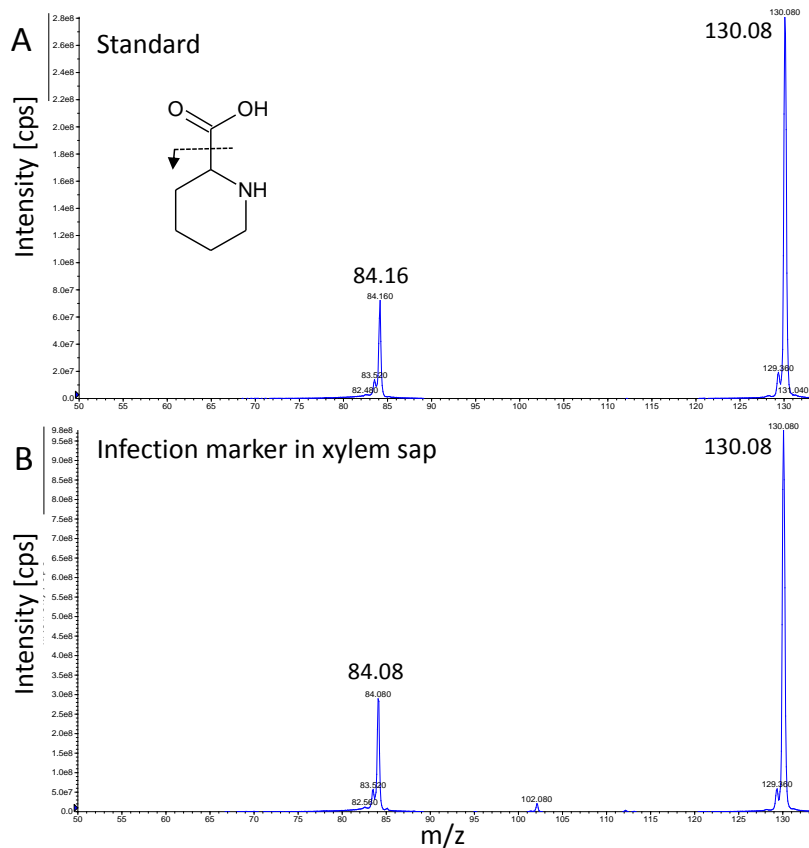 A
Standard
130.080
130.08
2.8e8
2.6e8
2.4e8
2.2e8
2.0e8
1.8e8
1.6e8
1.4e8
1.2e8
1.0e8
8.0e7
6.0e7
4.0e7
2.0e7
0.0
Intensity [cps]
O
OH
NH
84.16
84.160
83.520
82.480
129.360
131.040
50 55 60 65 70 75 80 85 90 95 100 105 110 115 120 125 130
B
Infection marker in xylem sap
130.080
130.08
9.8e8
9.5e8
9.0e8
8.5e8
8.0e8
7.5e8
7.0e8
6.5e8
6.0e8
5.5e8
5.0e8
4.5e8
4.0e8
3.5e8
3.0e8
2.5e8
2.0e8
1.5e8
1.0e8
5.0e7
0.0
Intensity [cps]
84.08
84.080
83.520
82.560
102.080
129.360
50 55 60 65 70 75 80 85 90 95 100 105 110 115 120 125 130
m/z